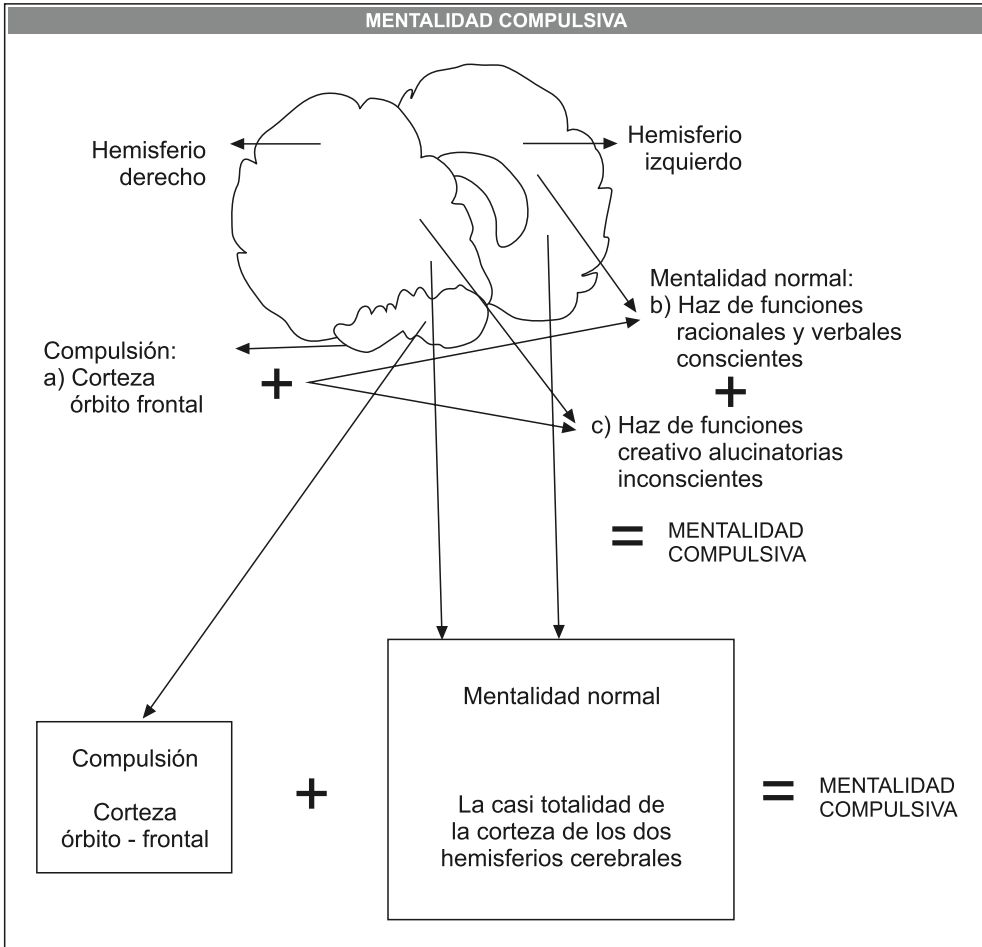 MENTALIDAD COMPULSIVA
Hemisferio
derecho
Hemisferio
izquierdo
Mentalidad normal:
b) Haz de funciones
racionales y verbales
conscientes
Compulsión:
a) Corteza
órbito frontal
+
+
c) Haz de funciones
creativo alucinatorias
inconscientes
= MENTALIDAD
COMPULSIVA
Compulsión
Corteza
órbito - frontal
+
Mentalidad normal
La casi totalidad de
la corteza de los dos
hemisferios cerebrales
= MENTALIDAD
COMPULSIVA